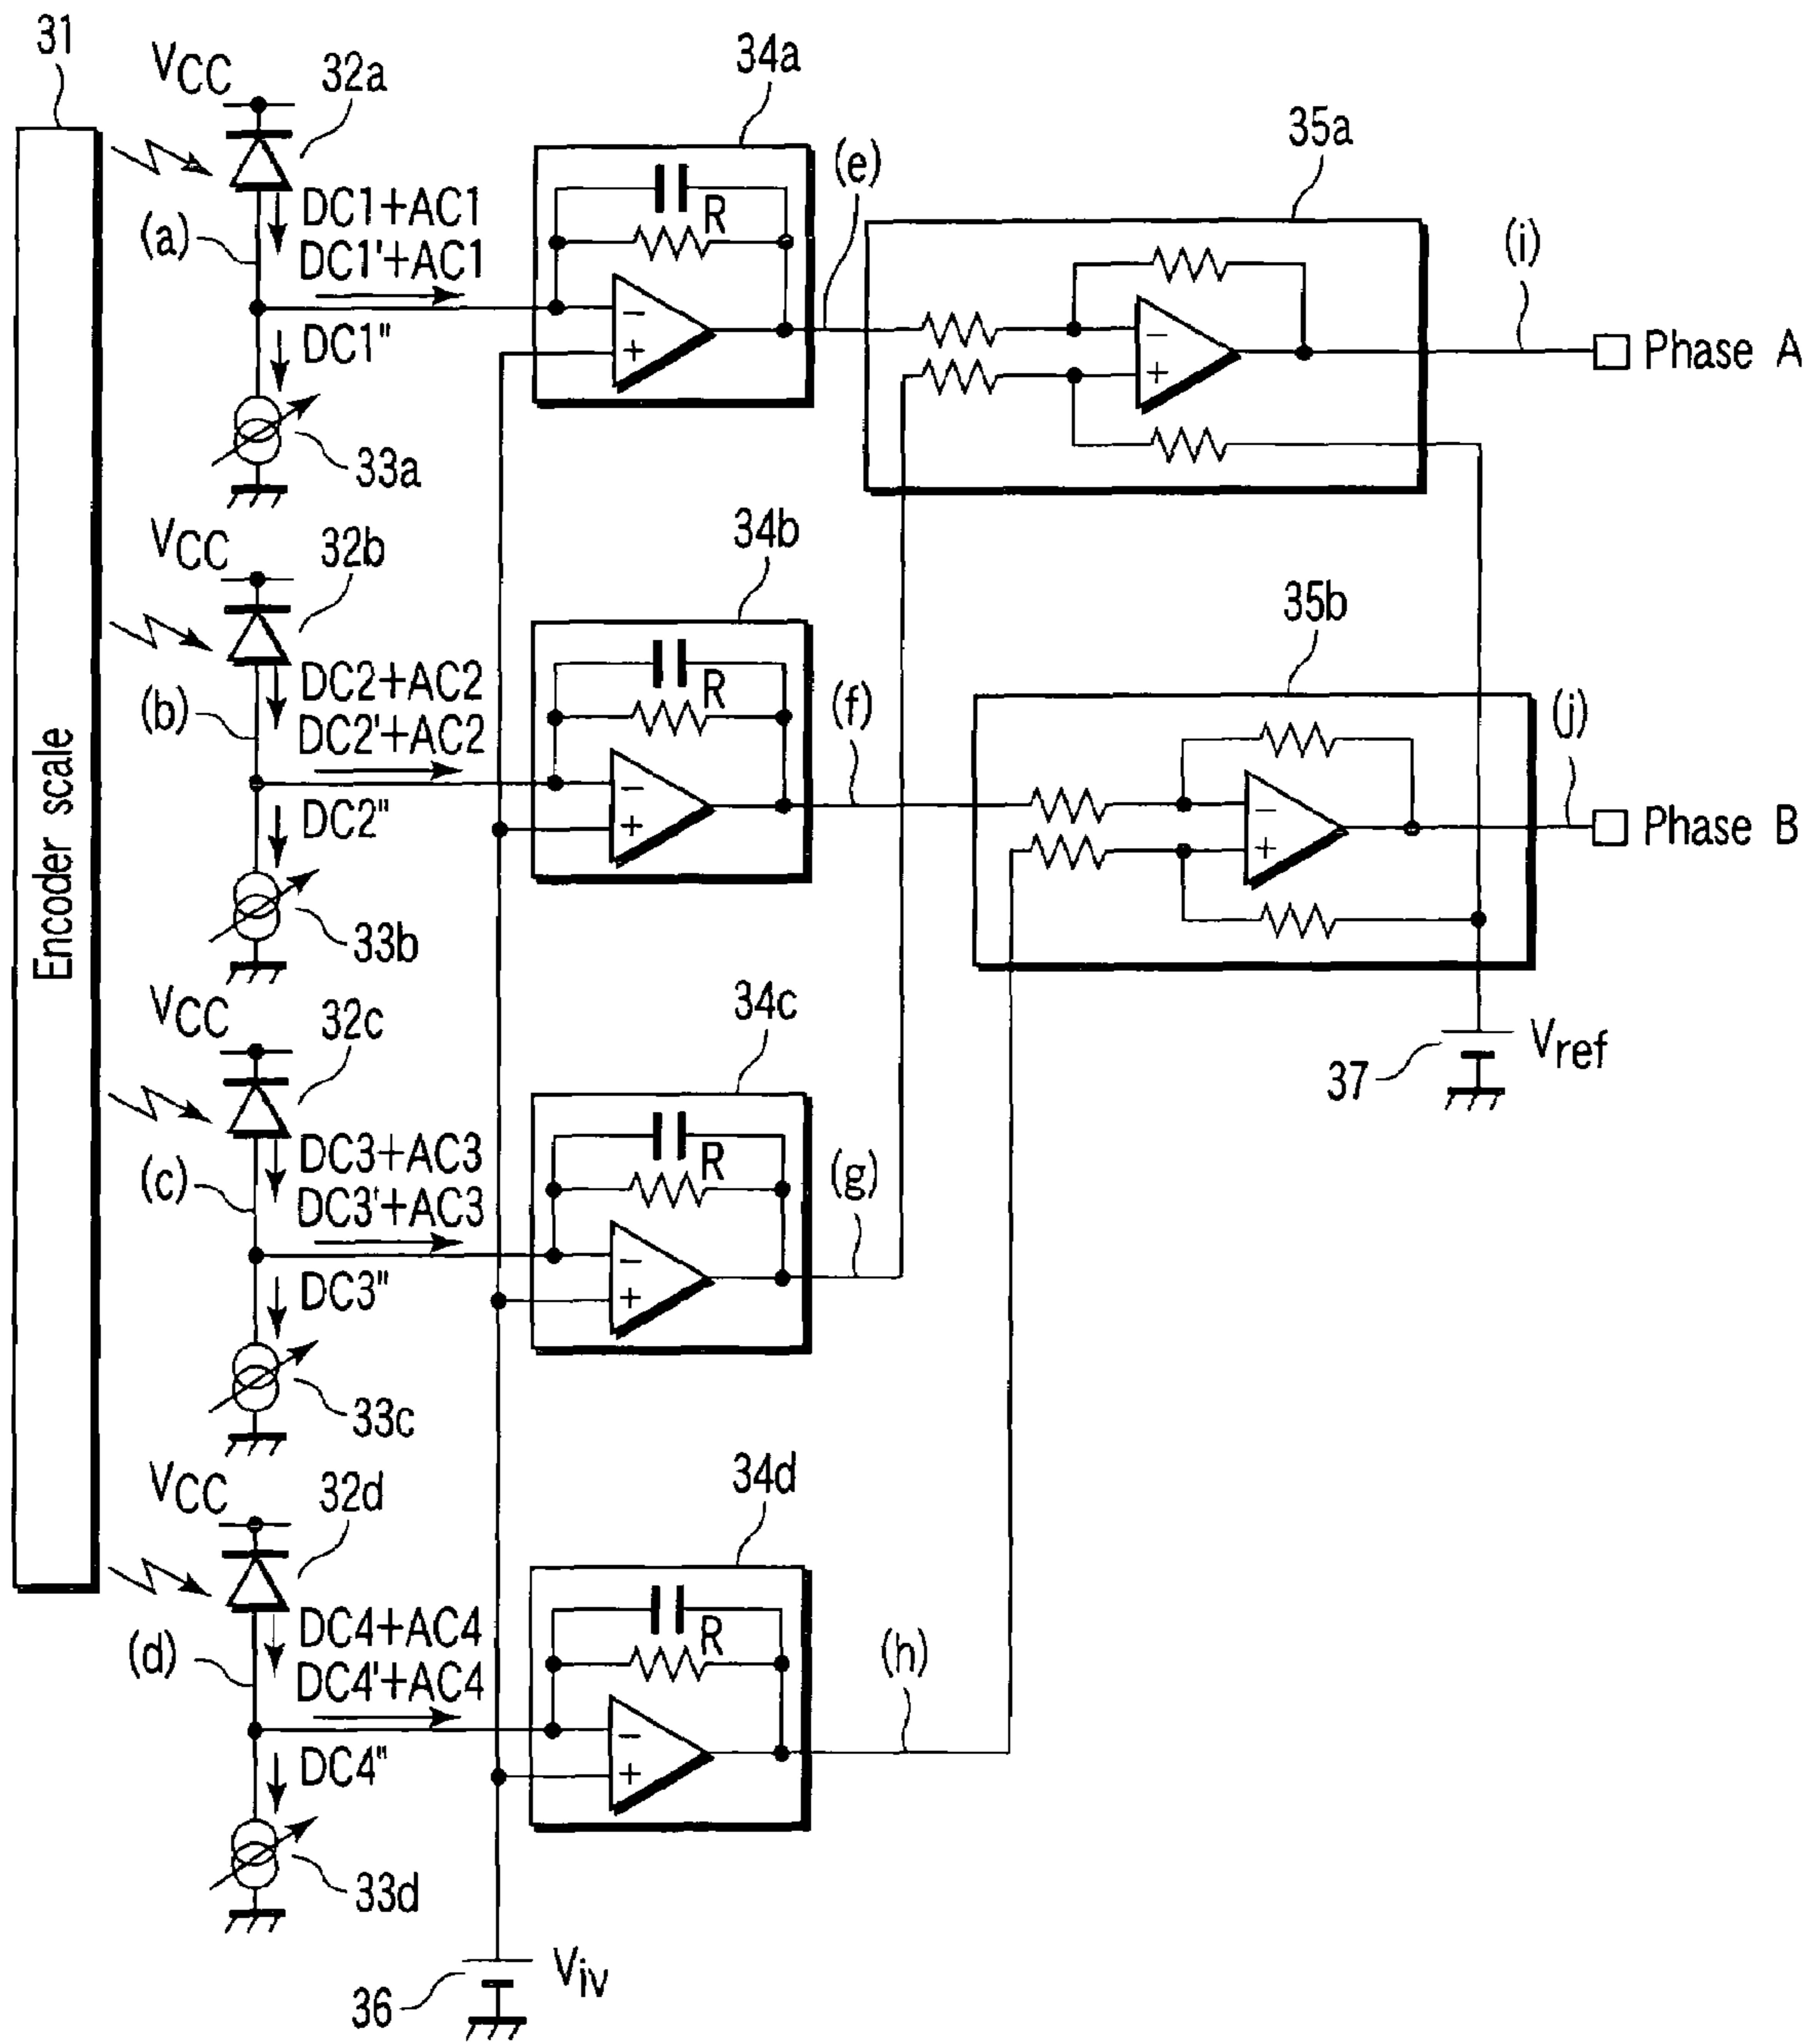 31
VCC
32a
34a
35a
(e)
(i)
R
DC1+AC1
(a)
DC1'+AC1
−
+
DC1"
−
+
Phase A
33a
VCC
32b
34b
35b
R
DC2+AC2
(b)
DC2'+AC2
(f)
(j)
−
+
DC2"
−
+
Phase B
Encoder scale
33b
VCC
32c
34c
Vref
37
R
DC3+AC3
(c)
DC3'+AC3
(g)
−
+
DC3"
33c
VCC
32d
34d
R
DC4+AC4
(d)
DC4'+AC4
(h)
−
+
DC4"
33d
Viv
36